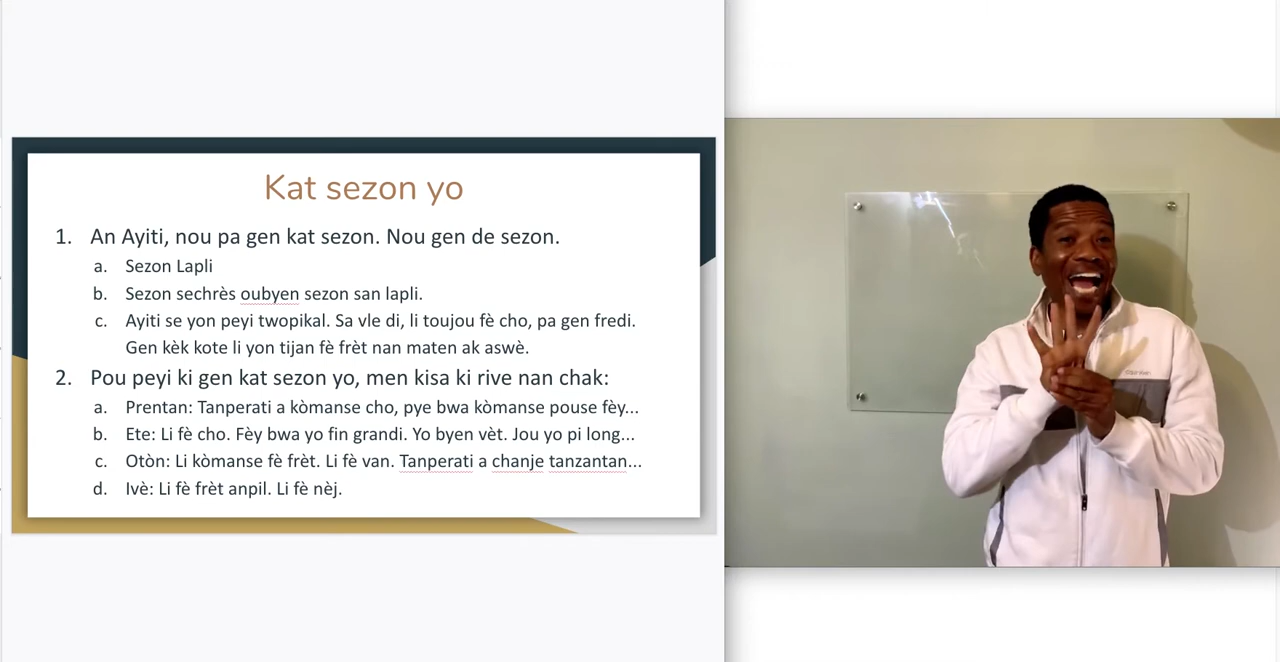 Kat sezon yo
1. An Ayiti, nou pa gen kat sezon. Nou gen de sezon.
a. Sezon Lapli
b. Sezon sechrès oubyen sezon san lapli.
c. Ayiti se yon peyi twopikal. Sa vle di, li toujou fè cho, pa gen fredi.
Gen kèk kote li yon tijan fè frèt nan maten ak aswè.
2. Pou peyi ki gen kat sezon yo, men kisa ki rive nan chak:
a. Prentan: Tanperati a kòmanse cho, pye bwa kòmanse pouse fèy...
b. Ete: Li fè cho. Fèy bwa yo fin grandi. Yo byen vèt. Jou yo pi long...
c. Otòn: Li kòmanse fè frèt. Li fè van. Tanperati a chanje tanzantan...
d. Ivè: Li fè frèt anpil. Li fè nèj.